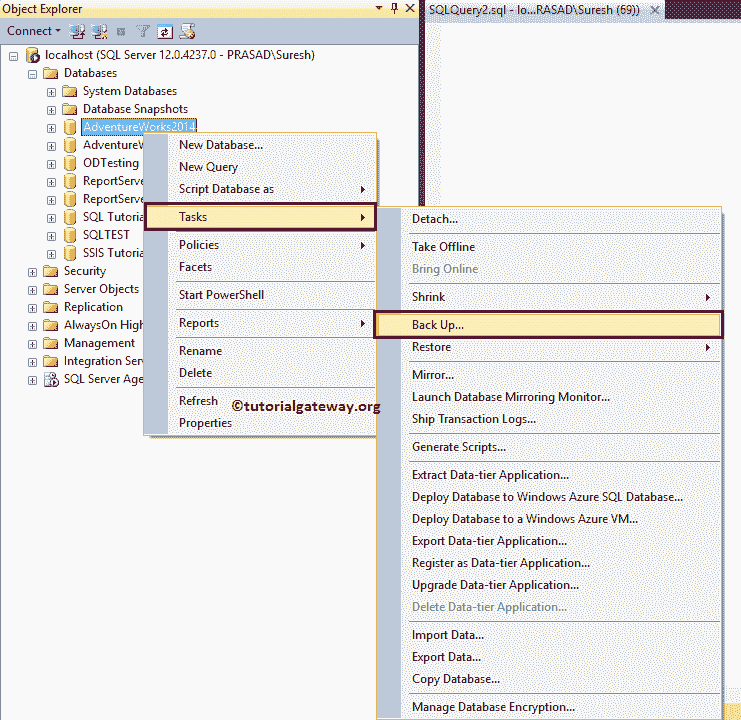 Object Explorer
SQLQuery2.sql - lo...RASAD\Suresh (69))
Connect
localhost (SQL Server 12.0.4237.0 - PRASAD\Suresh)
Databases
System Databases
Database Snapshots
AdventureWorks2014
AdventureW
ODTesting
ReportServe
ReportServe
SQL Tutoria
SQLTEST
SSIS Tutoria
Security
Server Objects
Replication
AlwaysOn High
Management
Integration Serv
SQL Server Age
New Database...
New Query
Script Database as
Tasks
Policies
Facets
Start PowerShell
Reports
Rename
Delete
Refresh
©tutorialgateway.org
Properties
Detach...
Take Offline
Bring Online
Shrink
Back Up...
Restore
Mirror...
Launch Database Mirroring Monitor...
Ship Transaction Logs...
Generate Scripts...
Extract Data-tier Application...
Deploy Database to Windows Azure SQL Database...
Deploy Database to a Windows Azure VM...
Export Data-tier Application...
Register as Data-tier Application...
Upgrade Data-tier Application...
Delete Data-tier Application...
Import Data...
Export Data...
Copy Database...
Manage Database Encryption...